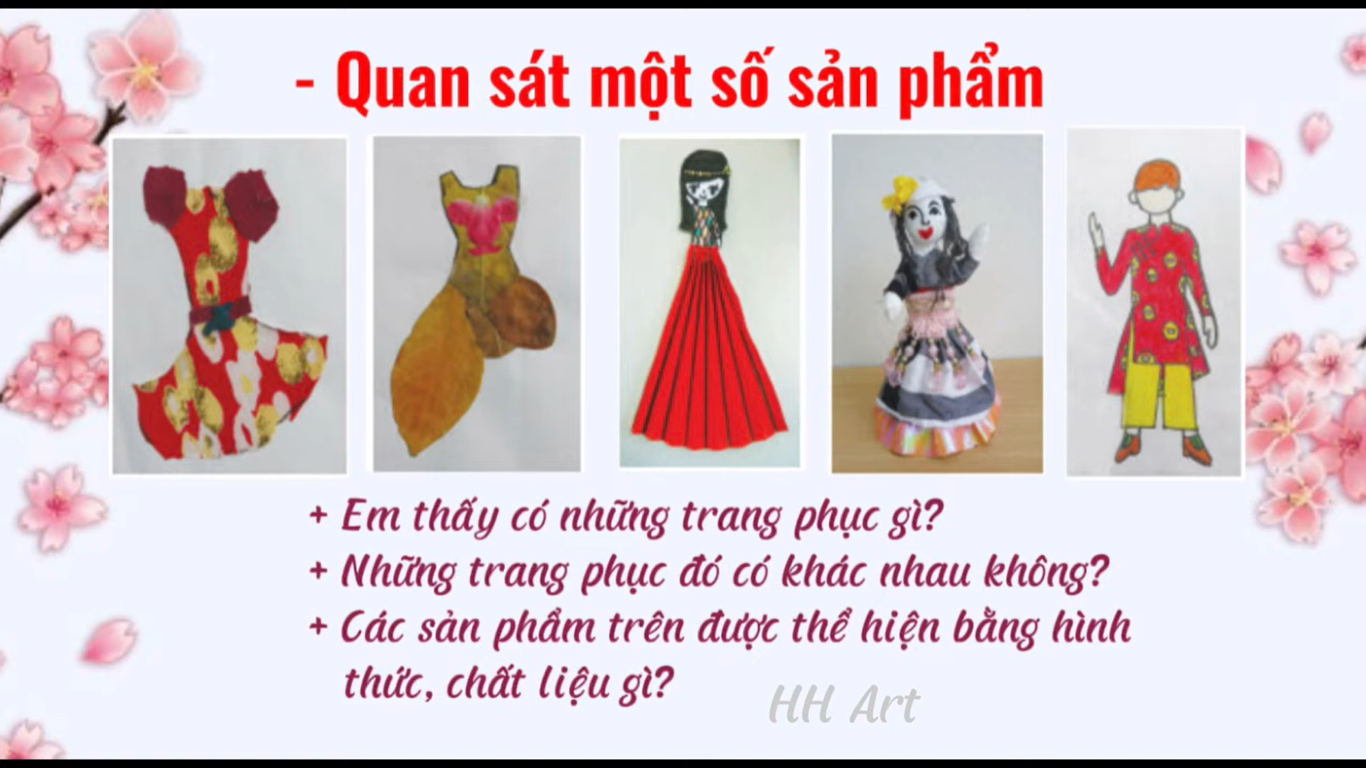 - Quan sát một số sản phẩm
+ Em thấy có những trang phục gì?
+ Những trang phục đó có khác nhau không?
+ Các sản phẩm trên được thể hiện bằng hình
thức, chất liệu gì?
HH Art